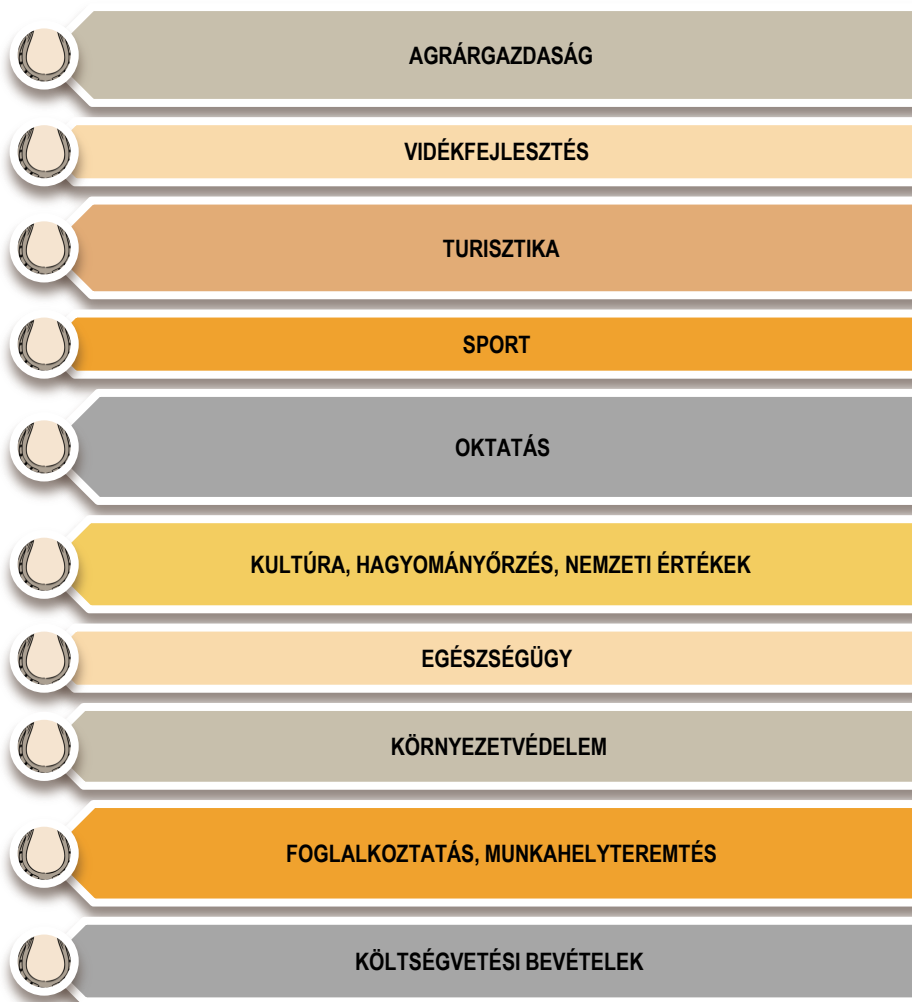 AGRÁRGAZDASÁG
VIDÉKFEJLESZTÉS
TURISZTIKA
SPORT
OKTATÁS
KULTÚRA, HAGYOMÁNYŐRZÉS, NEMZETI ÉRTÉKEK
EGÉSZSÉGÜGY
KÖRNYEZETVÉDELEM
FOGLALKOZTATÁS, MUNKAHELYTEREMTÉS
KÖLTSÉGVETÉSI BEVÉTELEK